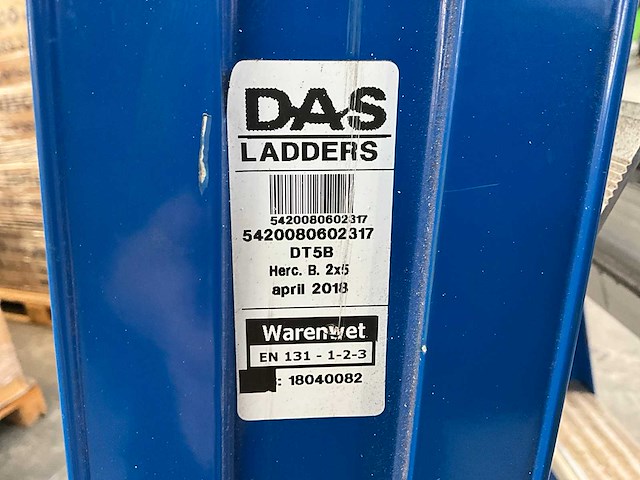 DAS
LADDERS
5420080602317
5420080602317
DT5B
Herc. B. 2x5
april 2018
Warenwet
EN 131 - 1-2-3
: 18040082